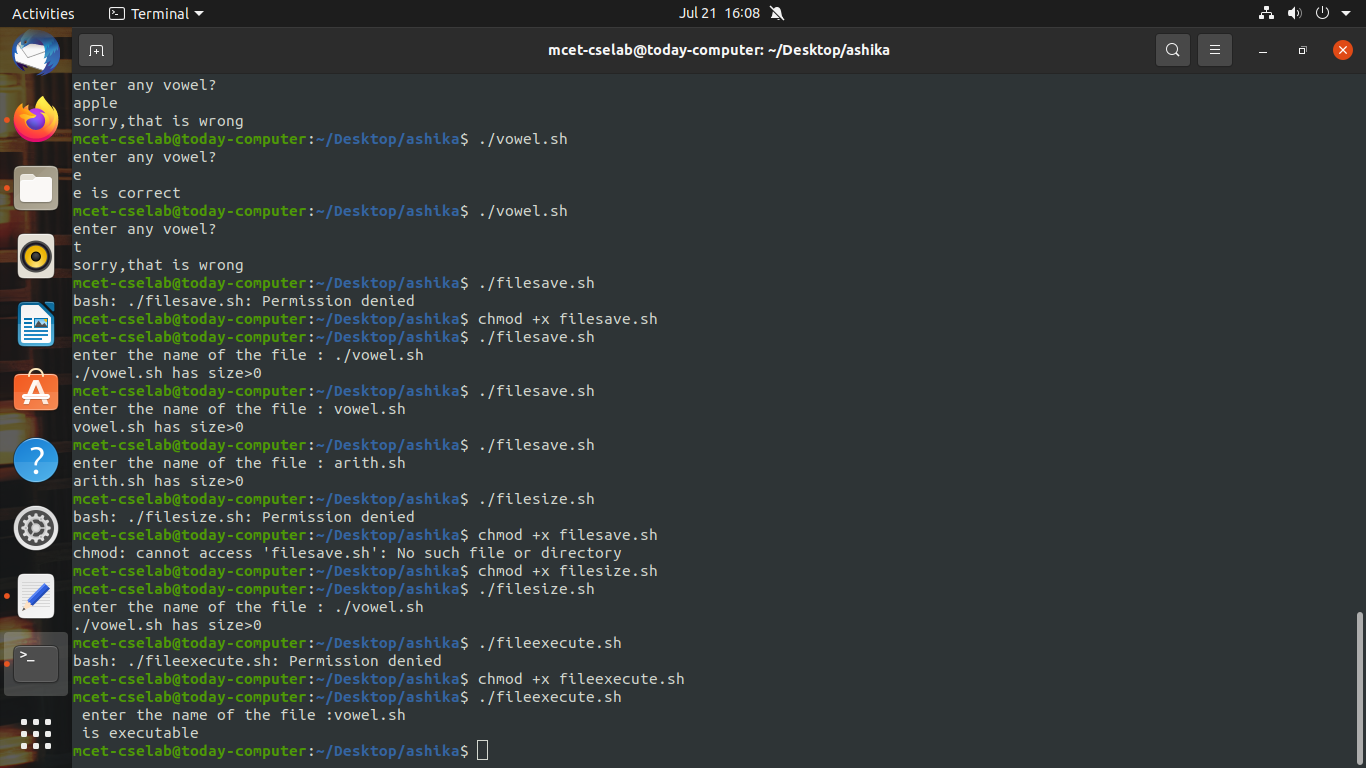 Activities
Terminal
Jul 21 16:08
mcet-cselab@today-computer: ~/Desktop/ashika
enter any vowel?
apple
sorry,that is wrong
mcet-cselab@today-computer:~/Desktop/ashika$ ./vowel.sh
enter any vowel?
e
e is correct
mcet-cselab@today-computer:~/Desktop/ashika$ ./vowel.sh
enter any vowel?
t
sorry,that is wrong
mcet-cselab@today-computer:~/Desktop/ashika$ ./filesave.sh
bash: ./filesave.sh: Permission denied
mcet-cselab@today-computer:~/Desktop/ashika$ chmod +x filesave.sh
mcet-cselab@today-computer:~/Desktop/ashika$ ./filesave.sh
enter the name of the file : ./vowel.sh
./vowel.sh has size>0
mcet-cselab@today-computer:~/Desktop/ashika$ ./filesave.sh
enter the name of the file : vowel.sh
vowel.sh has size>0
mcet-cselab@today-computer:~/Desktop/ashika$ ./filesave.sh
enter the name of the file : arith.sh
arith.sh has size>0
mcet-cselab@today-computer:~/Desktop/ashika$ ./filesize.sh
bash: ./filesize.sh: Permission denied
mcet-cselab@today-computer:~/Desktop/ashika$ chmod +x filesave.sh
chmod: cannot access 'filesave.sh': No such file or directory
mcet-cselab@today-computer:~/Desktop/ashika$ chmod +x filesize.sh
mcet-cselab@today-computer:~/Desktop/ashika$ ./filesize.sh
enter the name of the file : ./vowel.sh
./vowel.sh has size>0
mcet-cselab@today-computer:~/Desktop/ashika$ ./fileexecute.sh
bash: ./fileexecute.sh: Permission denied
mcet-cselab@today-computer:~/Desktop/ashika$ chmod +x fileexecute.sh
mcet-cselab@today-computer:~/Desktop/ashika$ ./fileexecute.sh
 enter the name of the file :vowel.sh
 is executable
mcet-cselab@today-computer:~/Desktop/ashika$